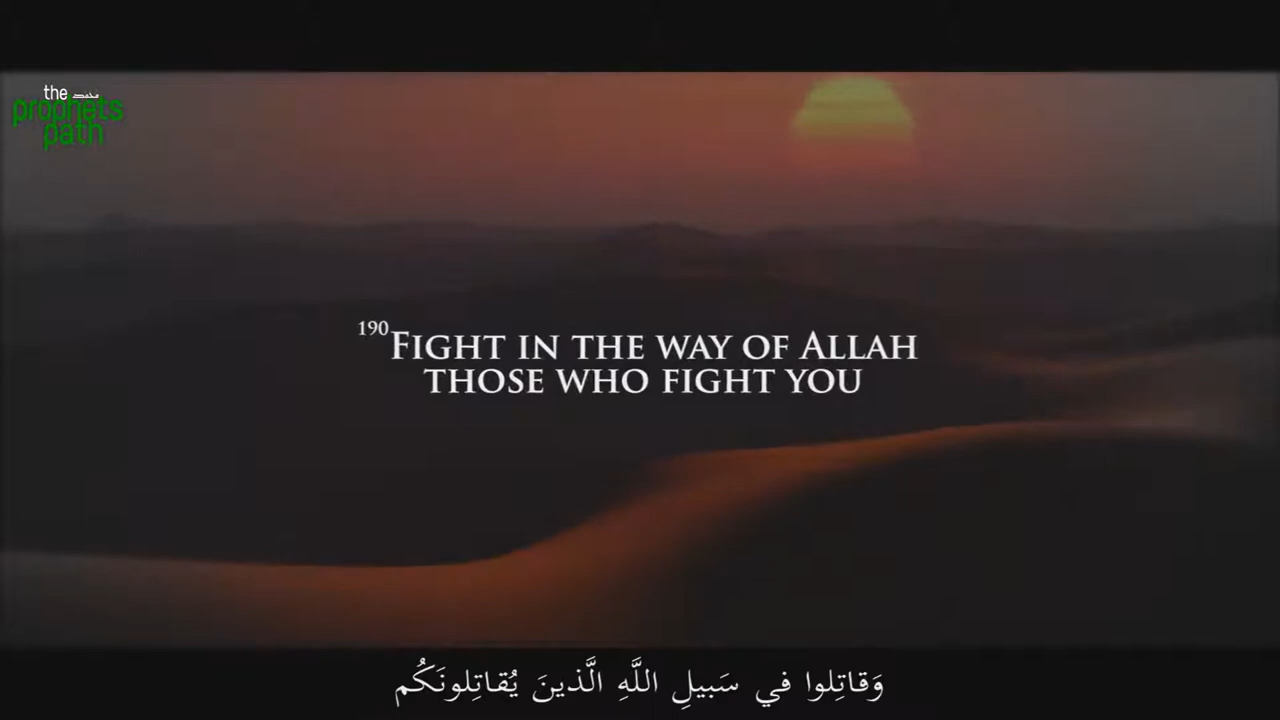 the محمد
prophets
path
190 FIGHT IN THE WAY OF ALLAH
THOSE WHO FIGHT YOU
وَقاتِلوا في سَبيلِ اللَّهِ الَّذينَ يُقاتِلونَكُم